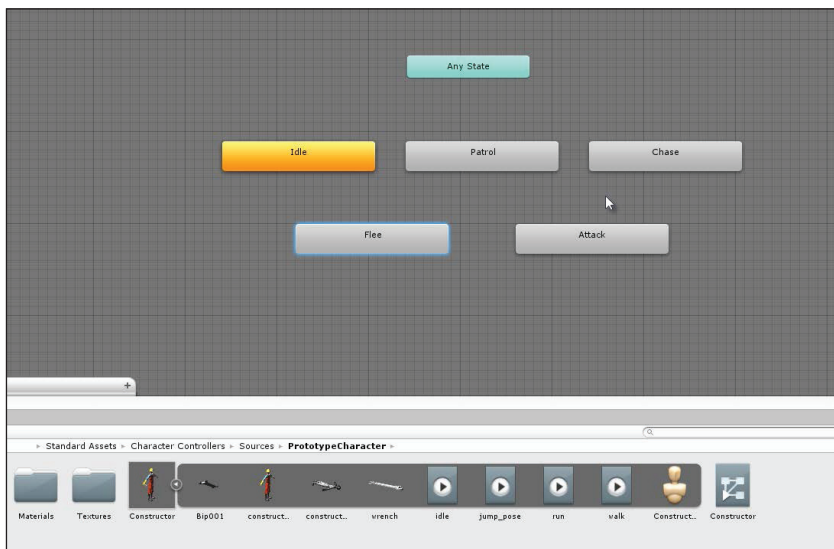 Any State
Idle Patrol Chase
Flee Attack
+
Standard Assets Character Controllers Sources PrototypeCharacter
Materials Textures Constructor Bip001 construct.. construct.. wrench idle jump_pose run walk Construct.. Constructor